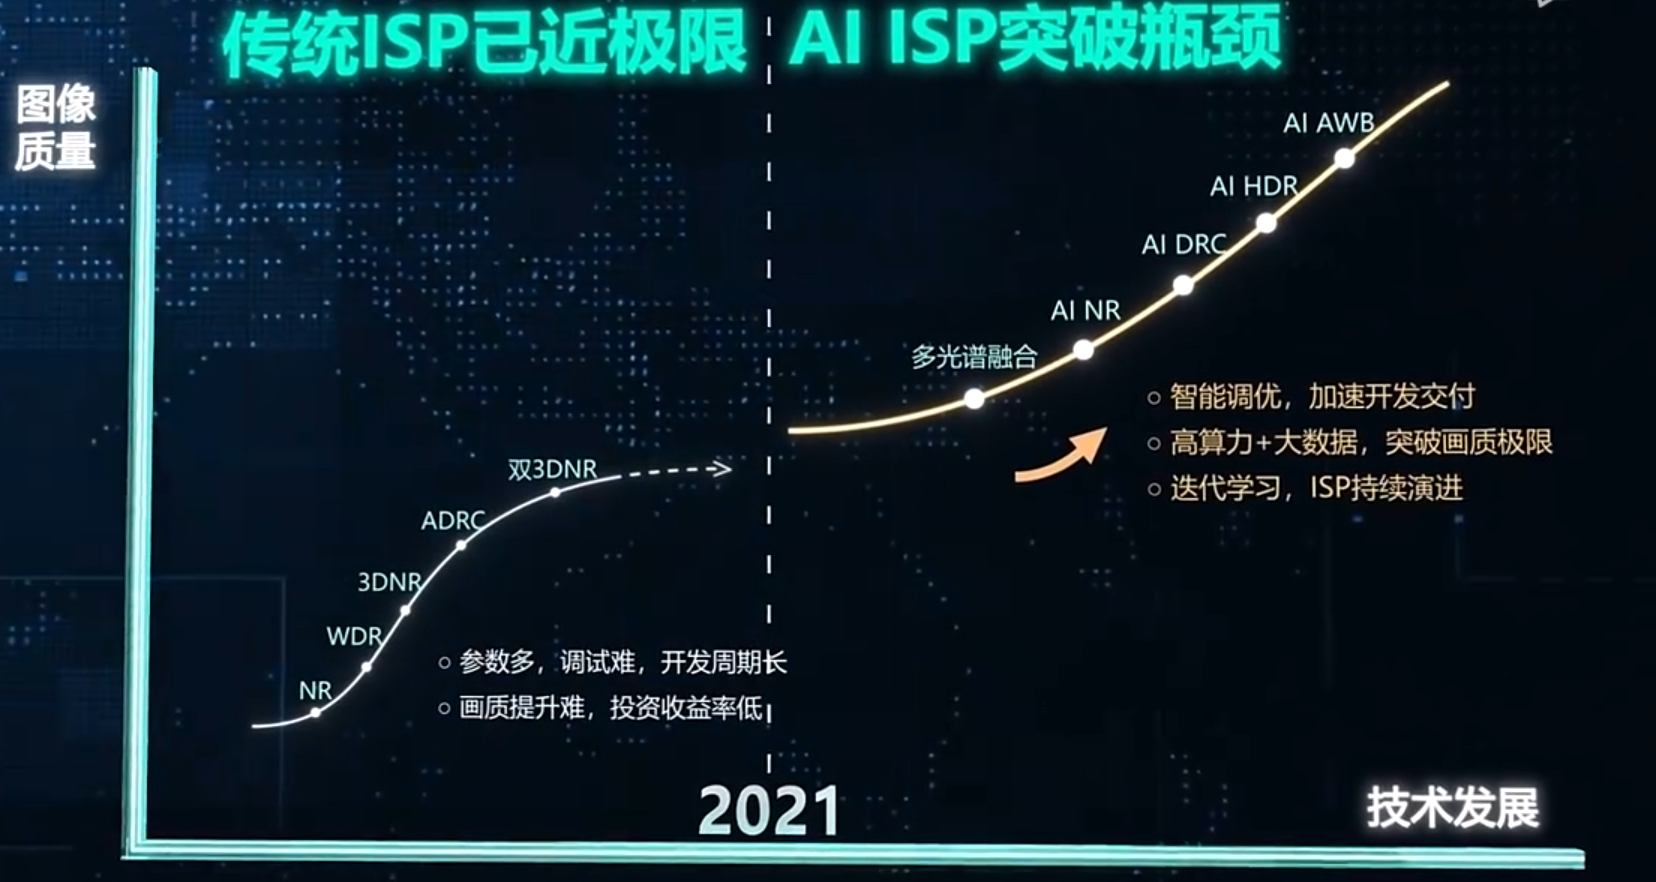 传统ISP已近极限
AI ISP突破瓶颈
图像
质量
AI AWB
AI HDR
AI DRC
AI NR
多光谱融合
智能调优，加速开发交付
高算力+大数据，突破画质极限
迭代学习，ISP持续演进
双3DNR
ADRC
3DNR
WDR
NR
参数多，调试难，开发周期长
画质提升难，投资收益率低
2021
技术发展